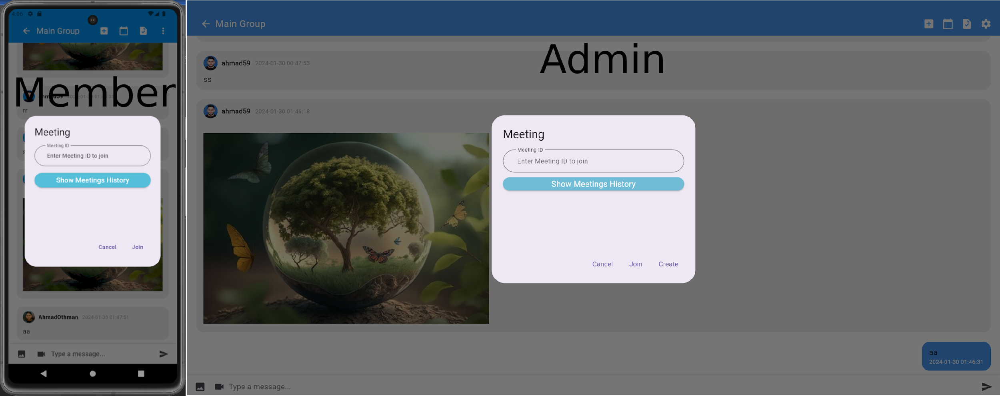 4:06
Main Group
Member
ahmad59
rr
Meeting
Meeting ID
Enter Meeting ID to join
Show Meetings History
Cancel Join
AhmadOthman 2024-01-30 01:47:51
aa
Type a message...
Main Group
Admin
ahmad59 2024-01-30 00:47:53
ss
ahmad59 2024-01-30 01:46:18
Meeting
Meeting ID
Enter Meeting ID to join
Show Meetings History
Cancel Join Create
aa
2024-01-30 01:46:31
Type a message...